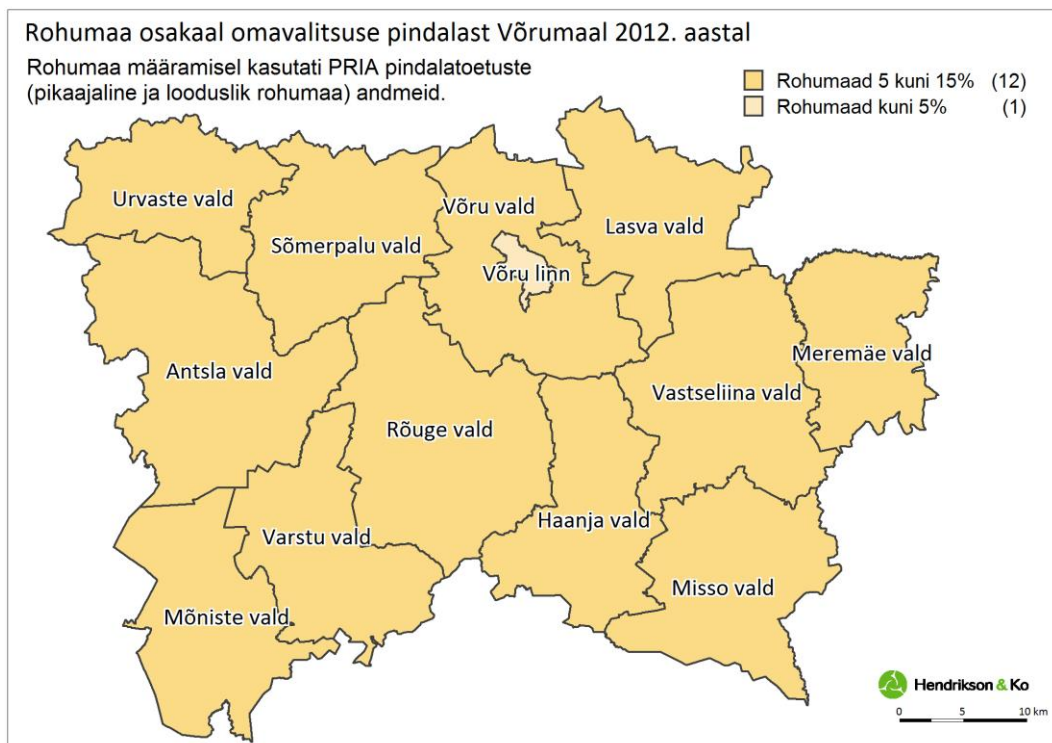 Rohumaa osakaal omavalitsuse pindalast Võrumaal 2012. aastal
Rohumaa määramisel kasutati PRIA pindalatoetuste
(pikaajaline ja looduslik rohumaa) andmeid.
Rohumaad 5 kuni 15% (12)
Rohumaad kuni 5% (1)
Urvaste vald
Võru vald
Lasva vald
Sõmerpalu vald
Võru linn
Meremäe vald
Antsla vald
Vastseliina vald
Rõuge vald
Haanja vald
Varstu vald
Misso vald
Mõniste vald
Hendrikson & Ko
0 5 10 km